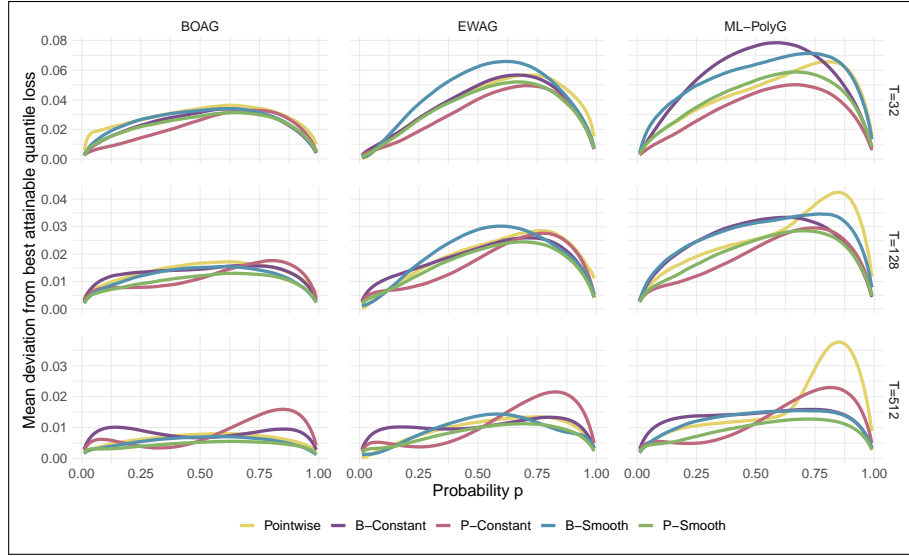 BOAG EWAG ML−PolyG
Mean deviation from best attainable quantile loss
0.08
0.06
0.04
0.02
0.00
T=32
0.04
0.03
0.02
0.01
0.00
T=128
0.03
0.02
0.01
0.00
T=512
0.00 0.25 0.50 0.75 1.00 0.00 0.25 0.50 0.75 1.00 0.00 0.25 0.50 0.75 1.00
Probability p
Pointwise B−Constant P−Constant B−Smooth P−Smooth